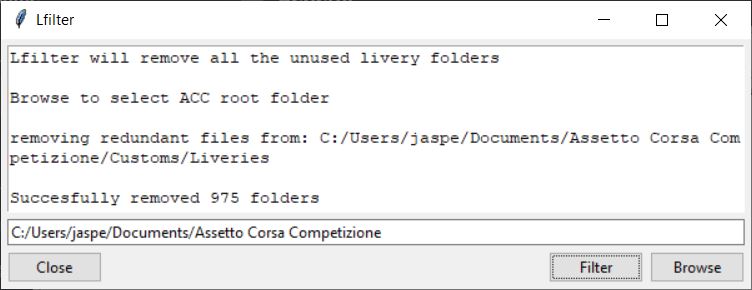 Lfilter
Lfilter will remove all the unused livery folders
Browse to select ACC root folder
removing redundant files from: C:/Users/jaspe/Documents/Assetto Corsa Com
petizione/Customs/Liveries
Succesfully removed 975 folders
C:/Users/jaspe/Documents/Assetto Corsa Competizione
Close
Filter
Browse